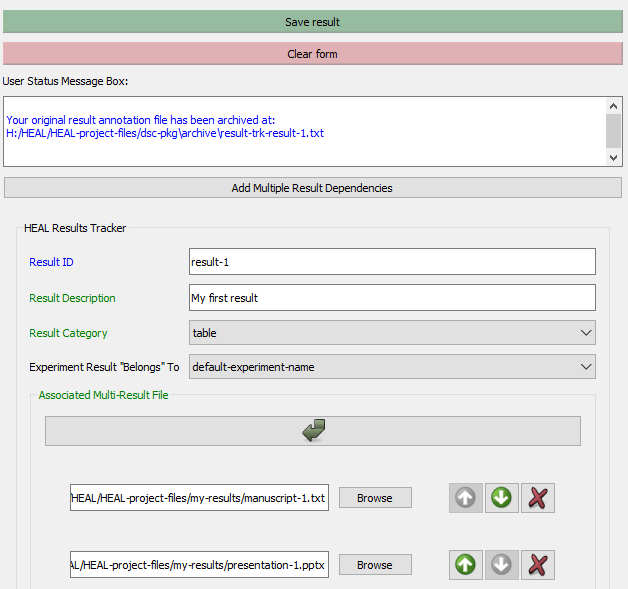 Save result
Clear form
User Status Message Box:
Your original result annotation file has been archived at:
H:/HEAL/HEAL-project-files/dsc-pkg\archive\result-trk-result-1.txt
Add Multiple Result Dependencies
HEAL Results Tracker
Result ID
result-1
Result Description
My first result
Result Category
table
Experiment Result "Belongs" To
default-experiment-name
Associated Multi-Result File
/HEAL/HEAL-project-files/my-results/manuscript-1.txt
Browse
AL/HEAL-project-files/my-results/presentation-1.pptx
Browse